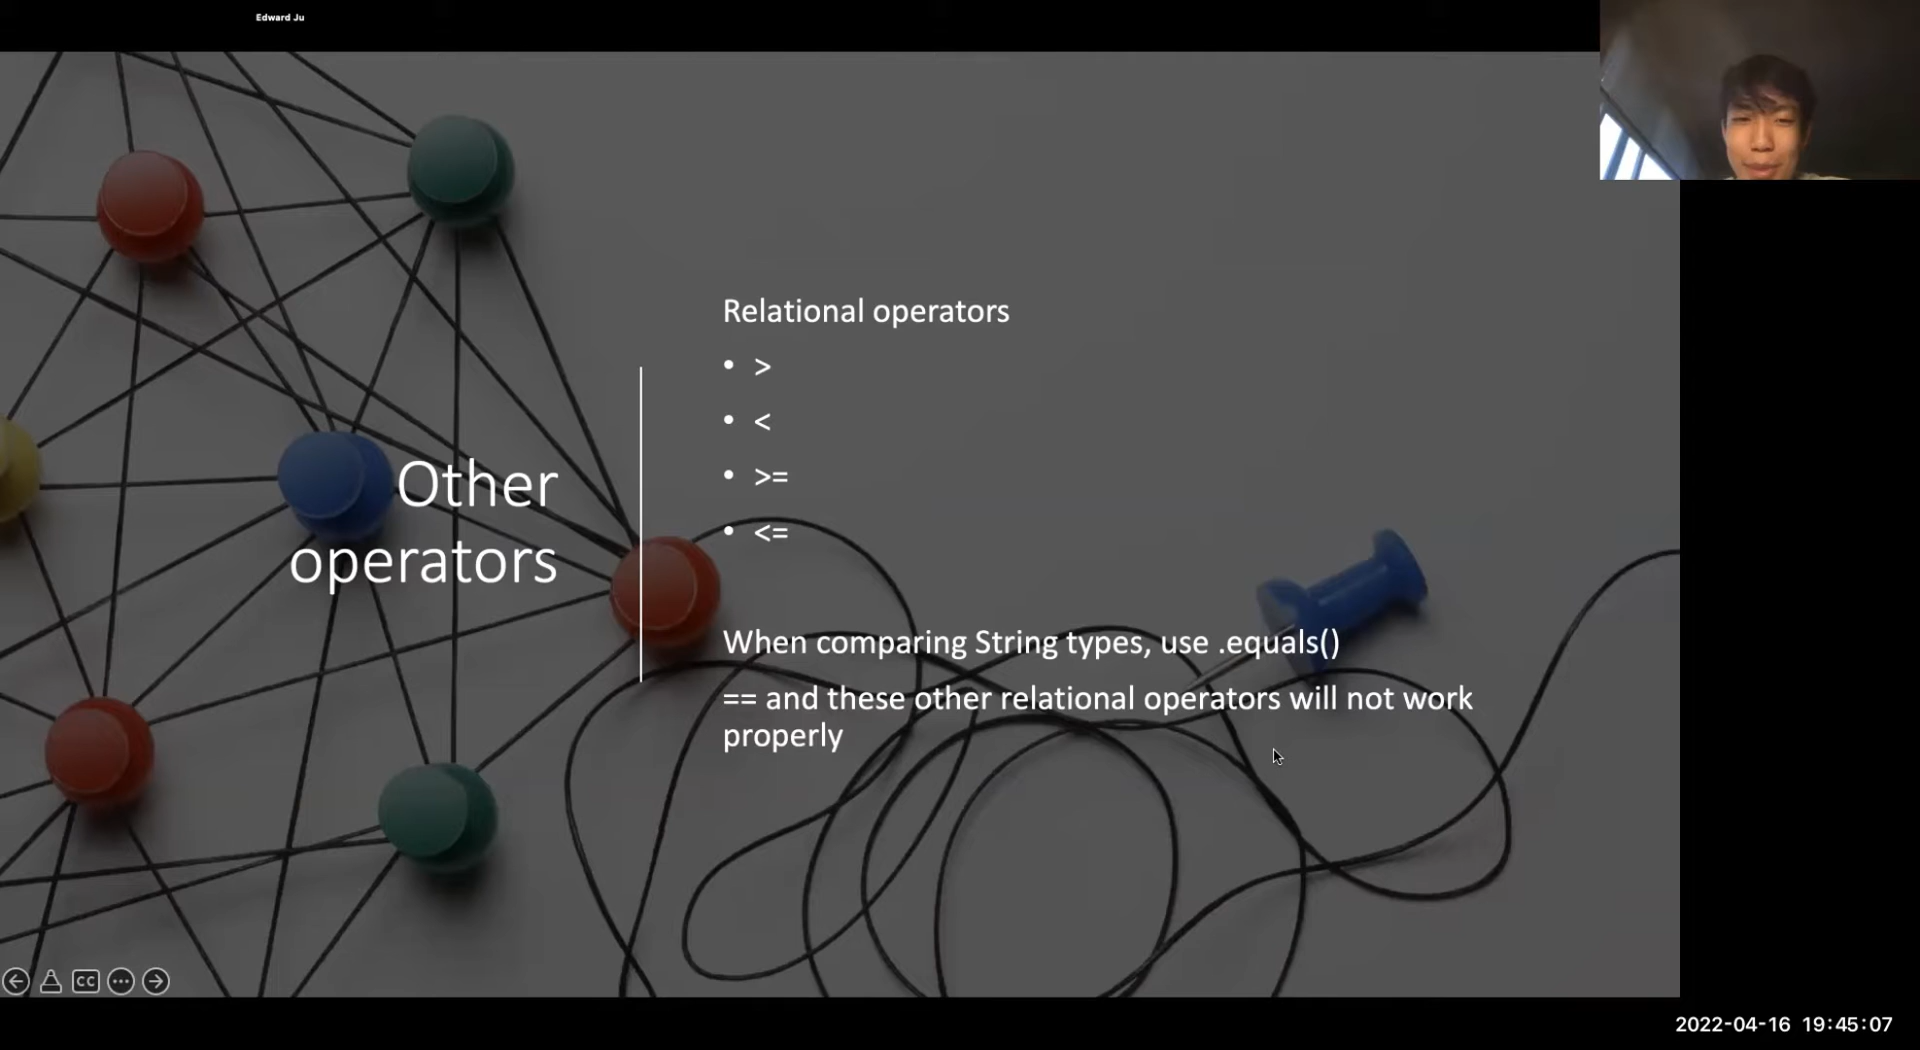 Edward Ju
Other
operators
Relational operators
• >
• <
• >=
• <=
When comparing String types, use .equals()
== and these other relational operators will not work
properly
CC
2022-04-16 19:45:07